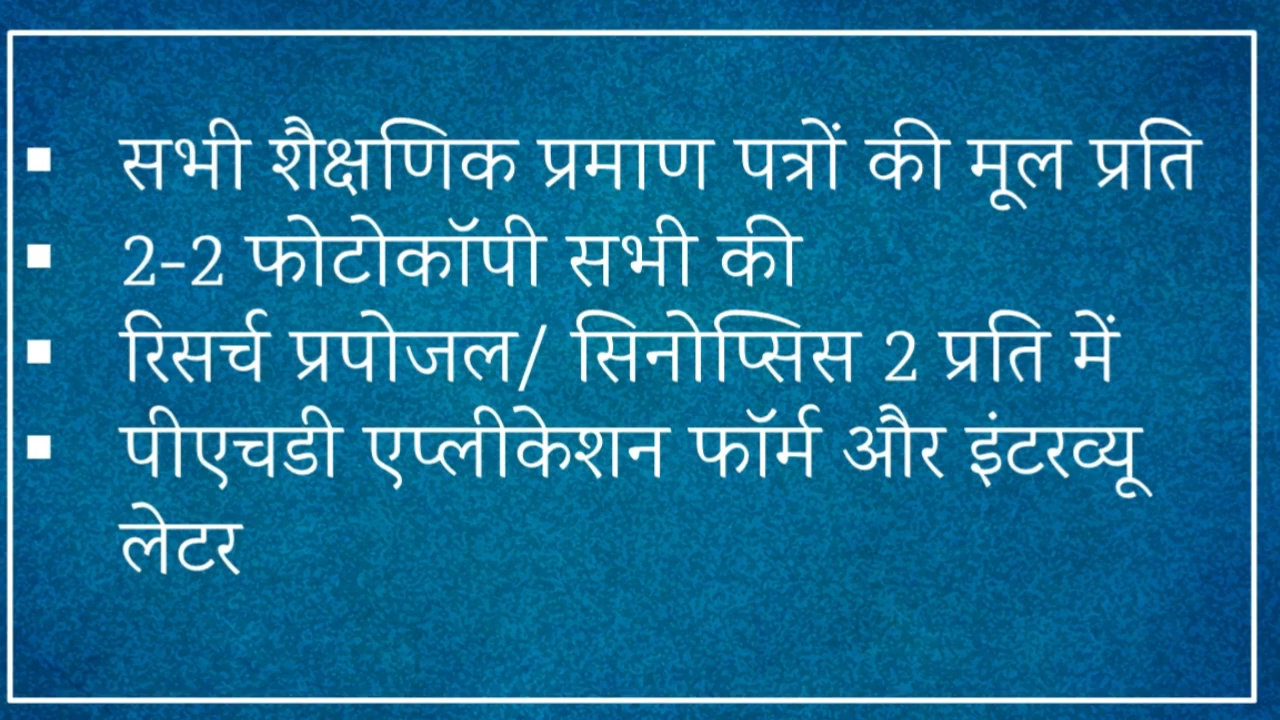 ▪ सभी शैक्षणिक प्रमाण पत्रों की मूल प्रति
▪ 2-2 फोटोकॉपी सभी की
▪ रिसर्च प्रपोजल/ सिनोप्सिस 2 प्रति में
▪ पीएचडी एप्लीकेशन फॉर्म और इंटरव्यू
लेटर